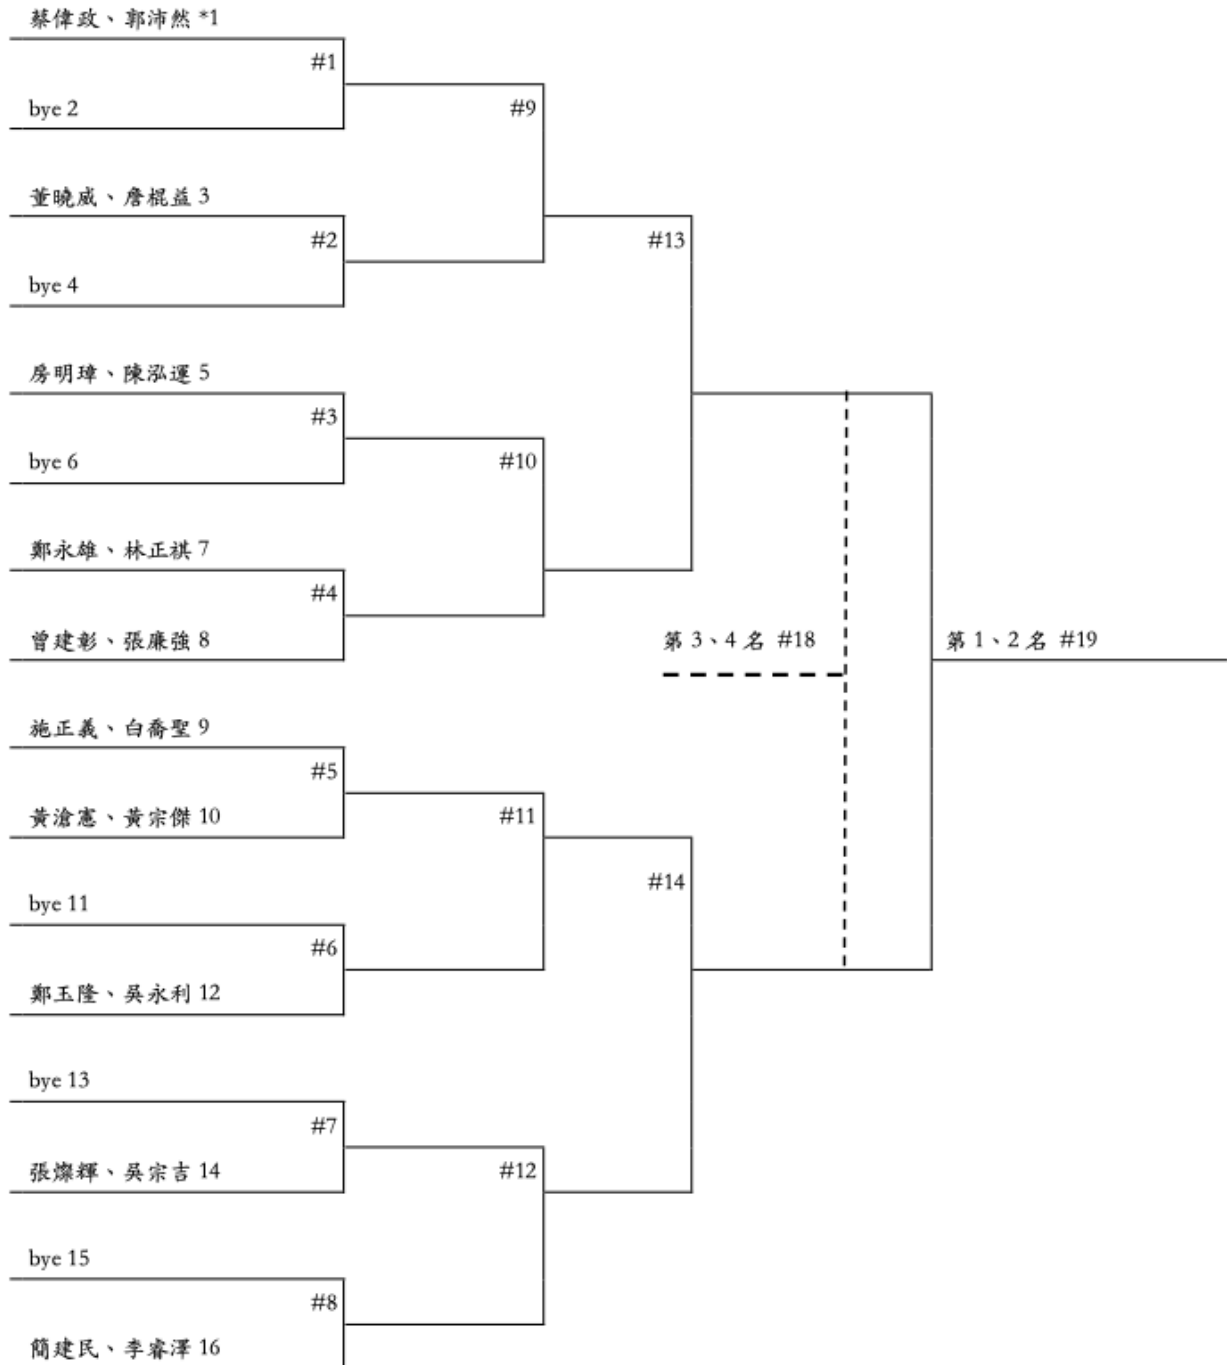 蔡偉政、郭沛然 *1
#1
bye 2
#9
董曉威、詹棍益 3
#2
#13
bye 4
房明璋、陳泓運 5
#3
bye 6
#10
鄭永雄、林正祺 7
#4
曾建彰、張廉強 8
第 3、4 名 #18
第 1、2 名 #19
施正義、白喬聖 9
#5
黃滄憲、黃宗傑 10
#11
#14
bye 11
#6
鄭玉隆、吳永利 12
bye 13
#7
張燦輝、吳宗吉 14
#12
bye 15
#8
簡建民、李睿澤 16